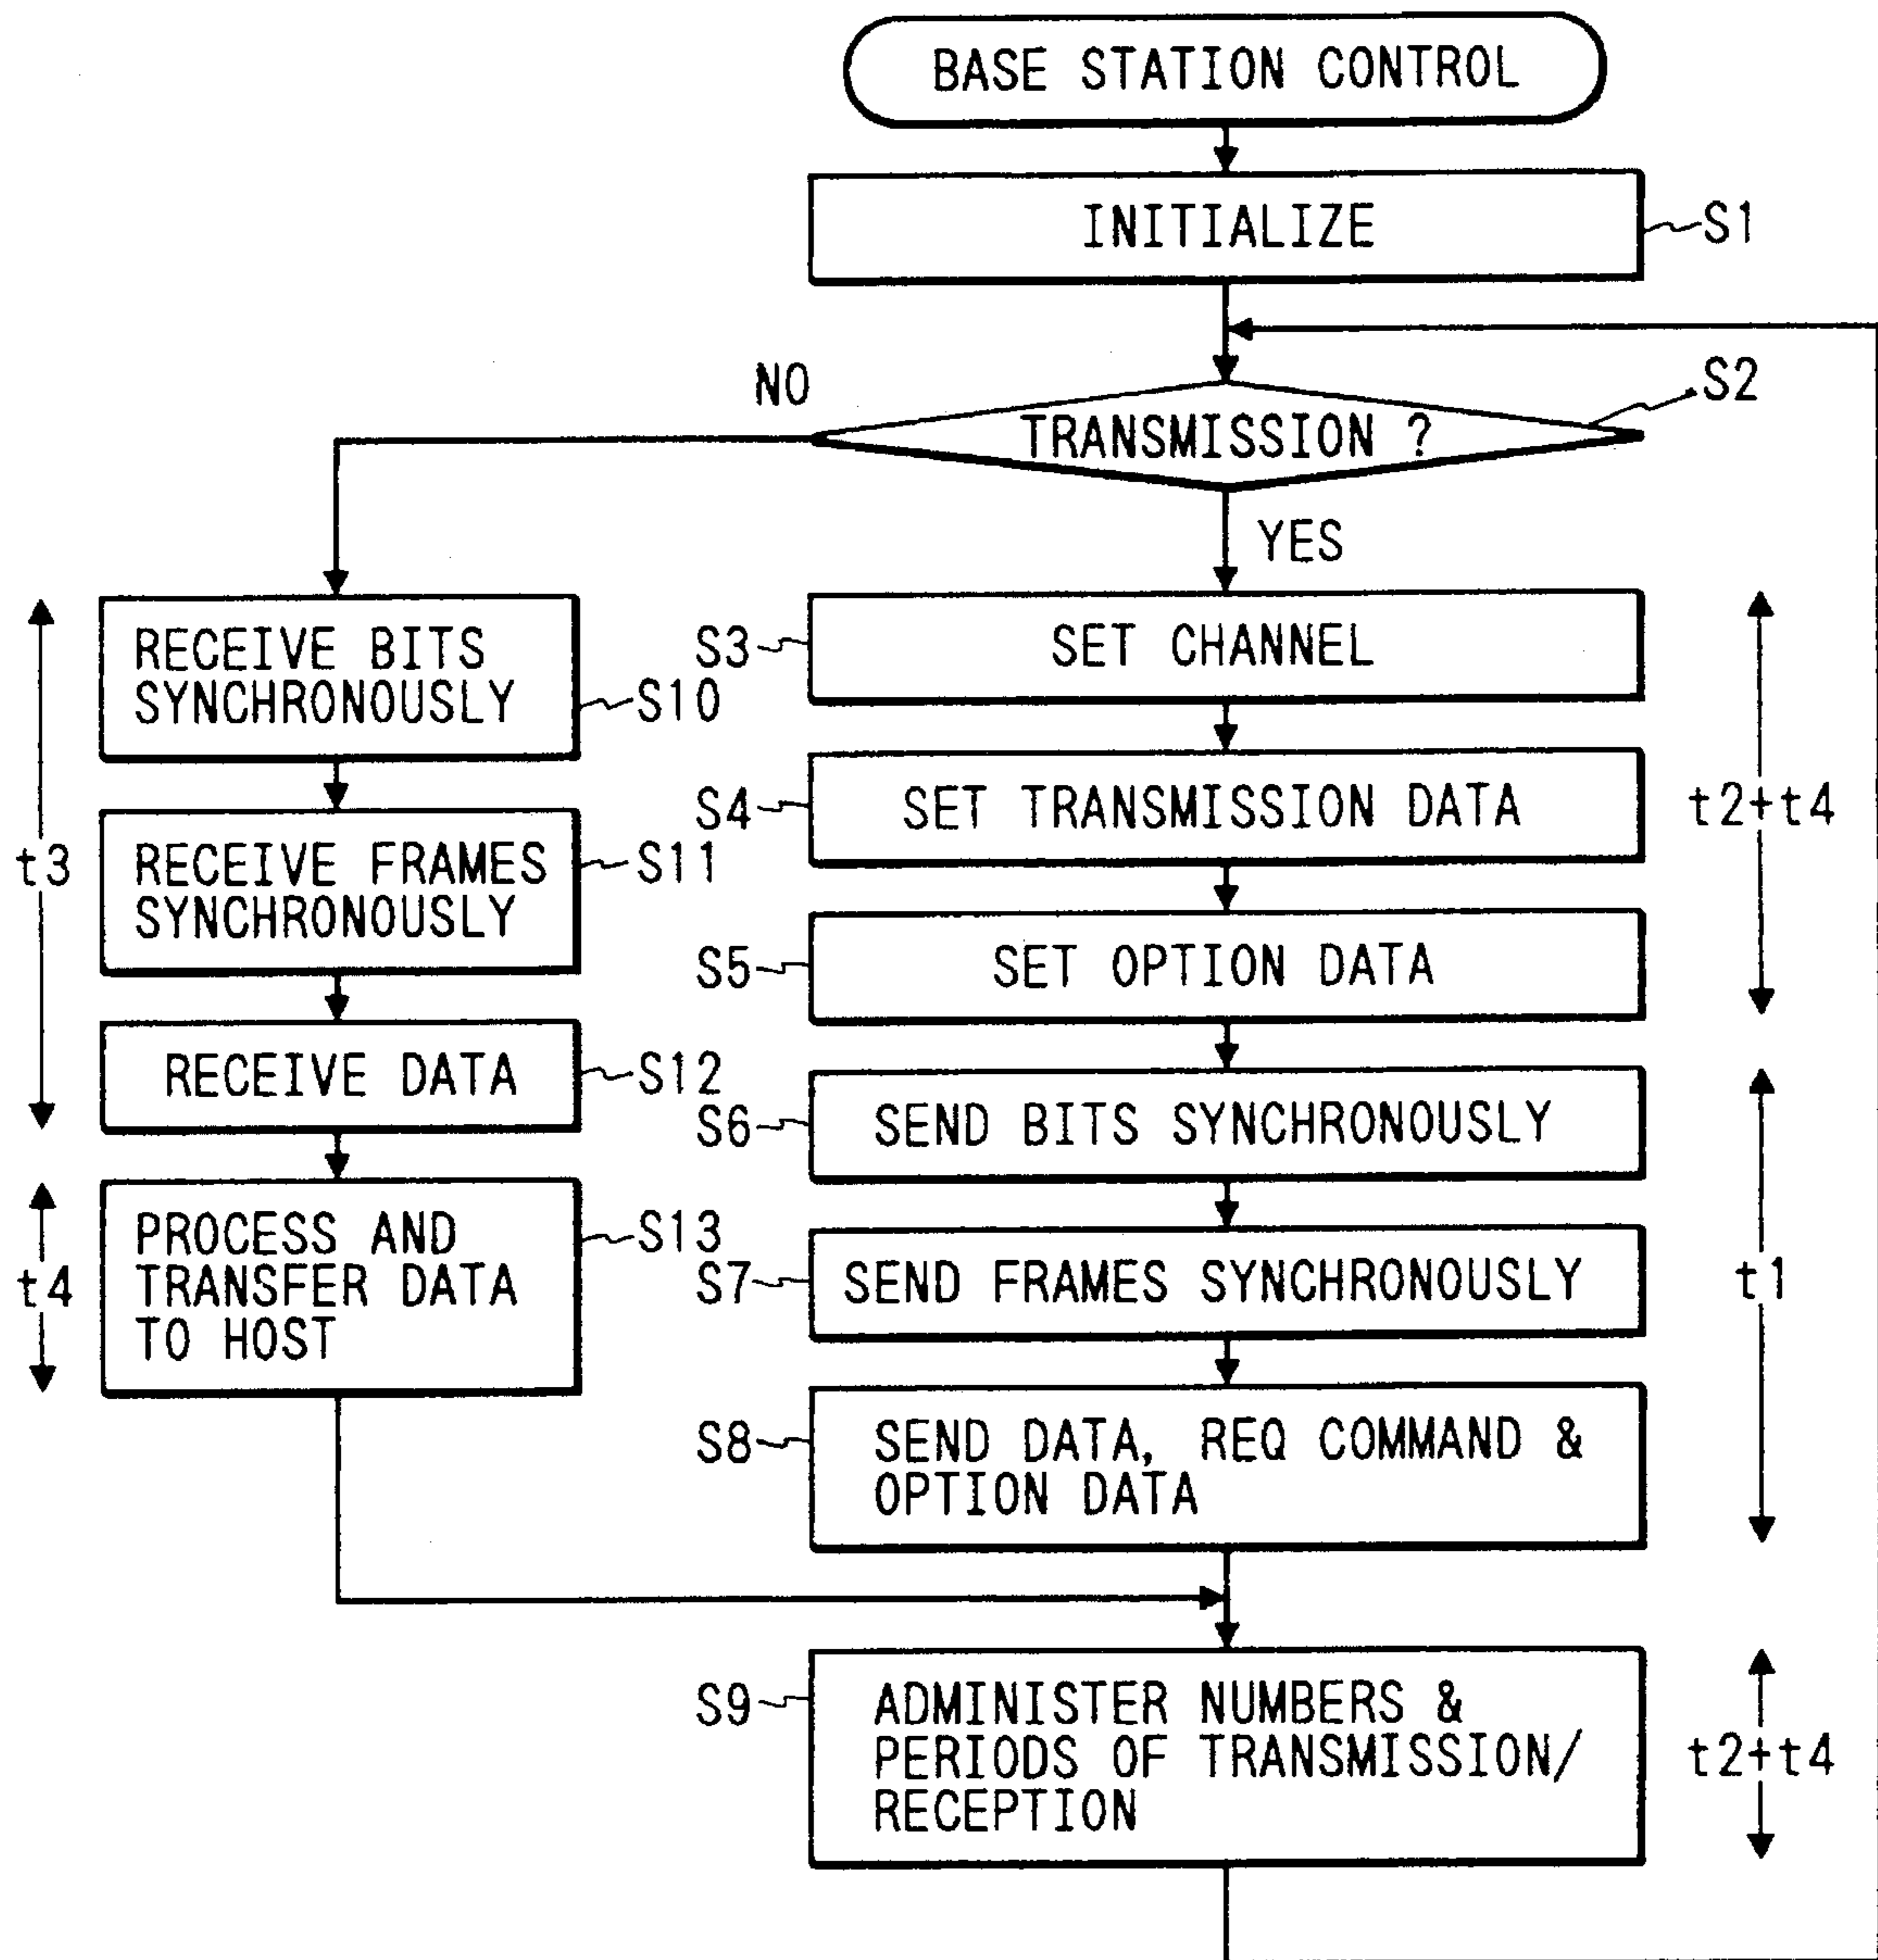 BASE STATION CONTROL
INITIALIZE
S1
NO
TRANSMISSION ?
S2
YES
RECEIVE BITS
SYNCHRONOUSLY
S10
S3
SET CHANNEL
S4
SET TRANSMISSION DATA
t2+t4
t3
RECEIVE FRAMES
SYNCHRONOUSLY
S11
S5
SET OPTION DATA
RECEIVE DATA
S12
S6
SEND BITS SYNCHRONOUSLY
t4
PROCESS AND
TRANSFER DATA
TO HOST
S13
S7
SEND FRAMES SYNCHRONOUSLY
t1
S8
SEND DATA, REQ COMMAND &
OPTION DATA
S9
ADMINISTER NUMBERS &
PERIODS OF TRANSMISSION/
RECEPTION
t2+t4